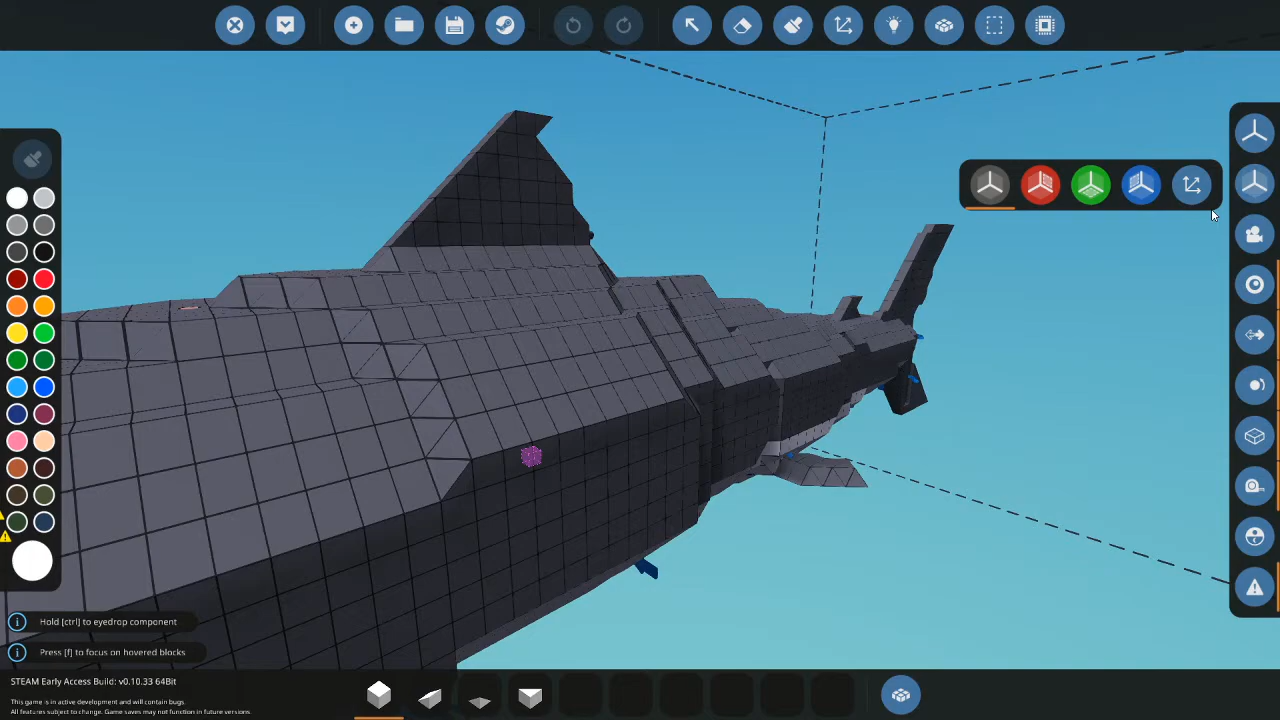 Hold [ctrl] to eyedrop component
Press [f] to focus on hovered blocks
STEAM Early Access Build: v0.10.33 64Bit
This game is in active development and will contain bugs.
All features subject to change. Game saves may not function in future versions.